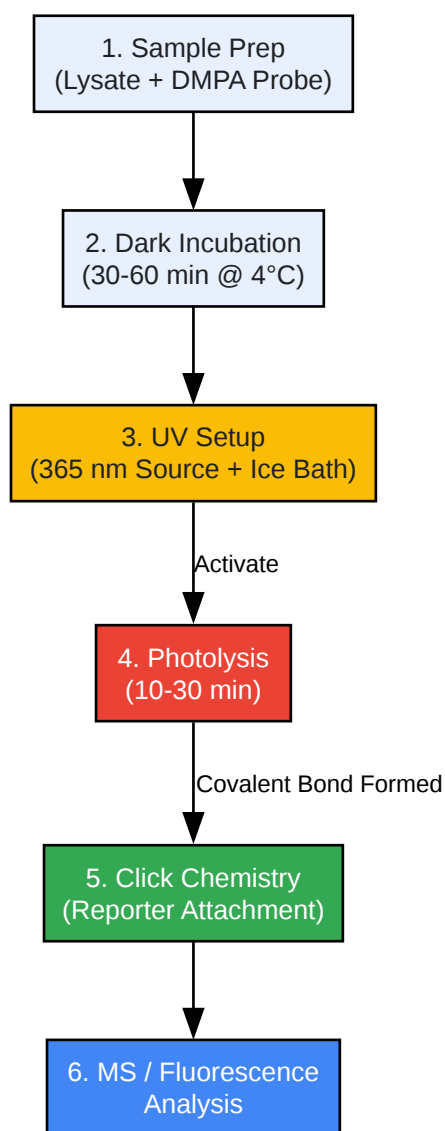 1. Sample Prep
(Lysate + DMPA Probe)
2. Dark Incubation
(30-60 min @ 4°C)
3. UV Setup
(365 nm Source + Ice Bath)
Activate
4. Photolysis
(10-30 min)
Covalent Bond Formed
5. Click Chemistry
(Reporter Attachment)
6. MS / Fluorescence
Analysis